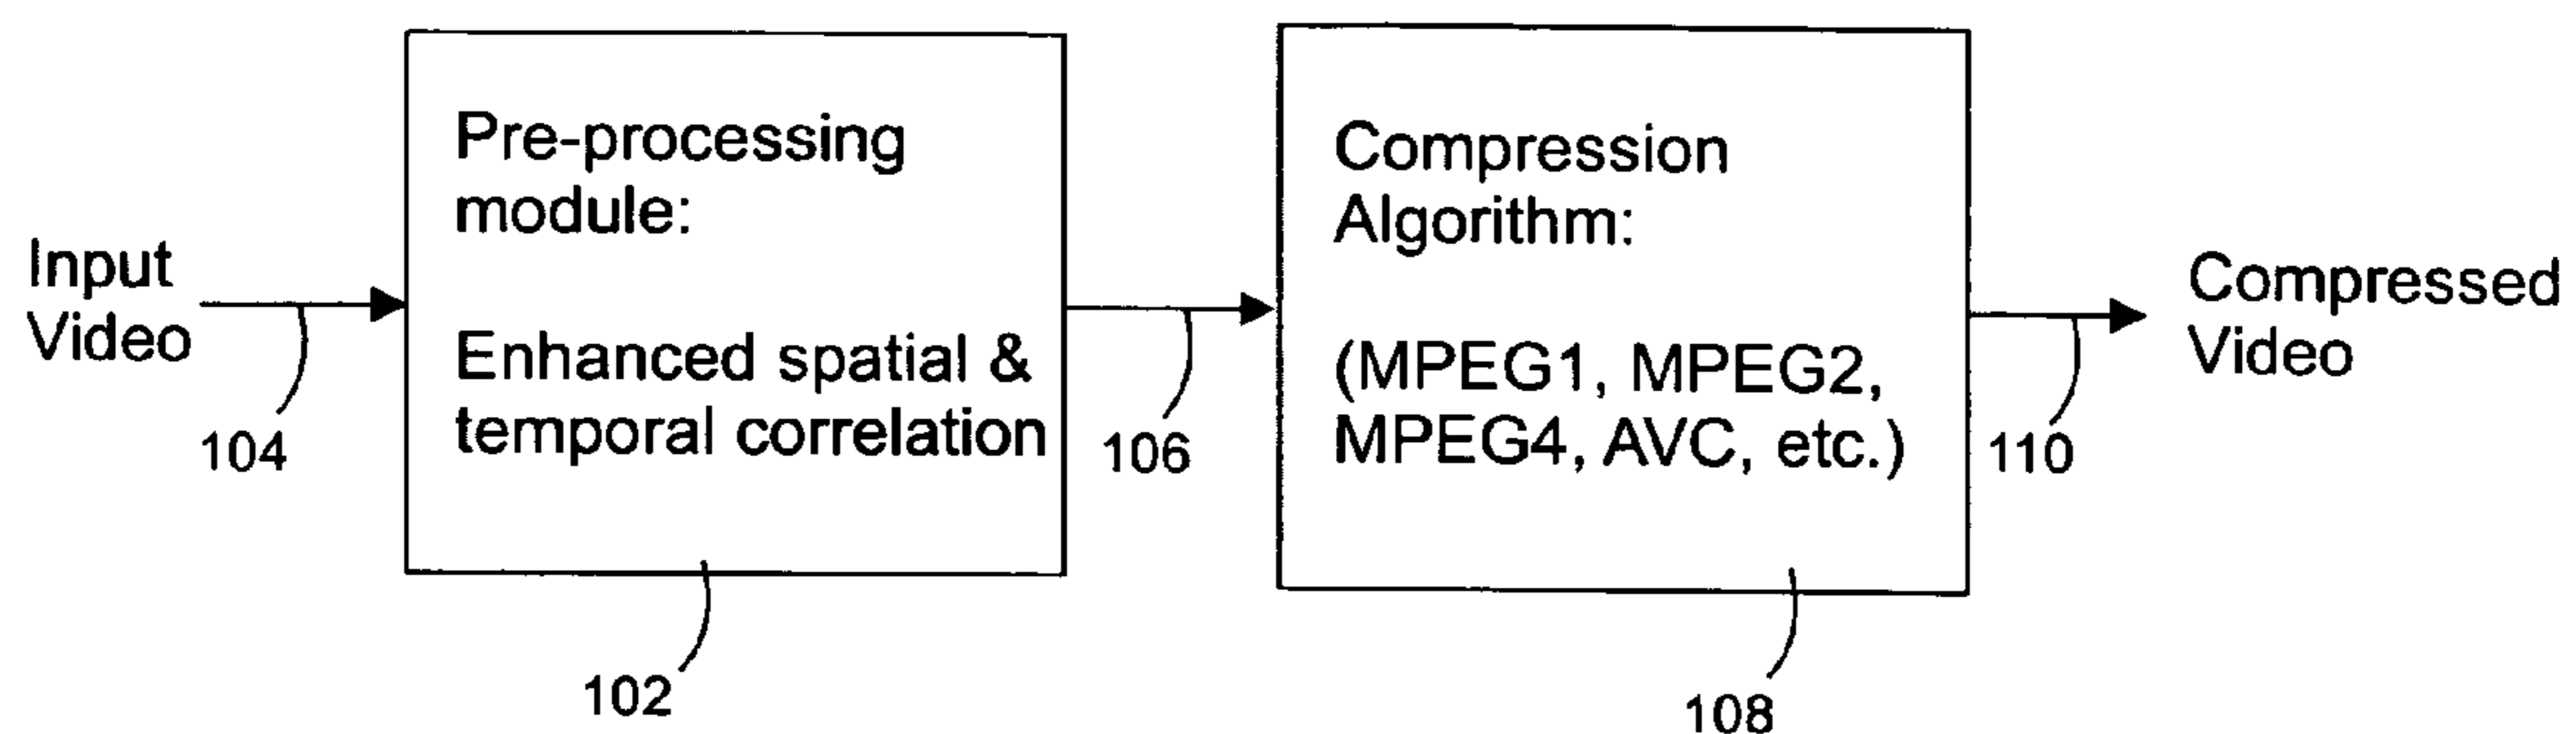 Input
Video
104
Pre-processing
module:
Enhanced spatial &
temporal correlation
102
106
Compression
Algorithm:
(MPEG1, MPEG2,
MPEG4, AVC, etc.)
108
110
Compressed
Video